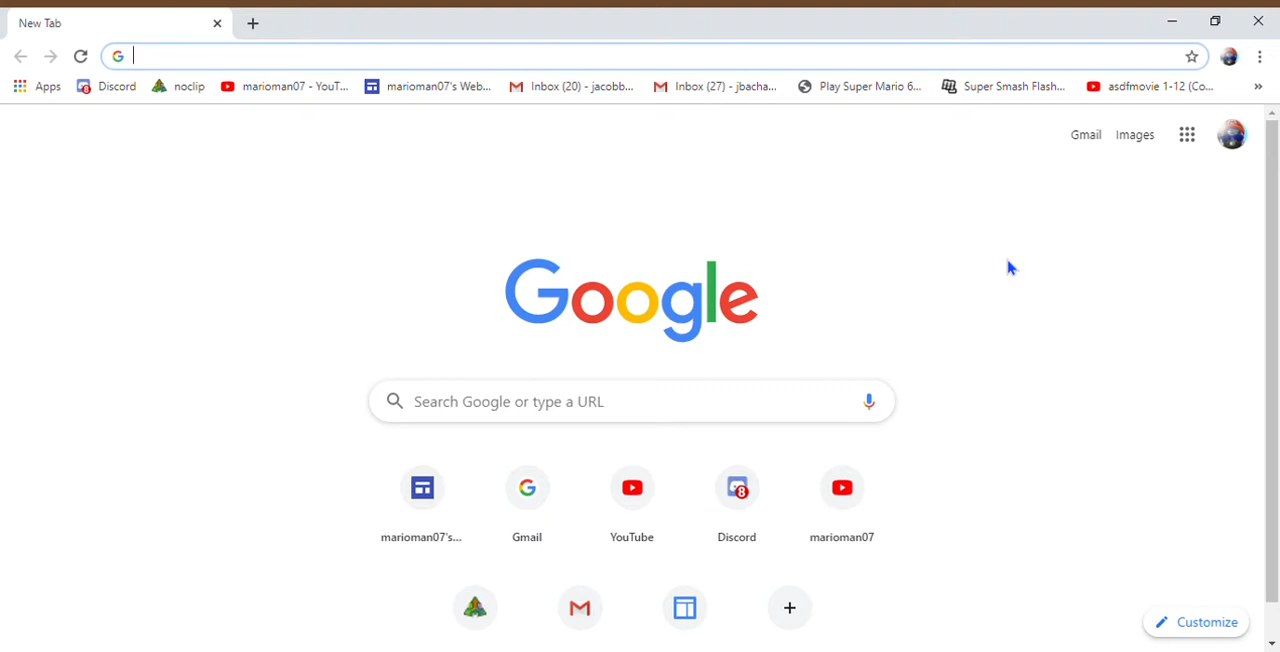 New Tab
Apps Discord noclip marioman07 - YouT... marioman07's Web... Inbox (20) - jacobb... Inbox (27) - jbacha... Play Super Mario 6... Super Smash Flash... asdfmovie 1-12 (Co... »
Gmail Images
Google
Search Google or type a URL
8
marioman07's... Gmail YouTube Discord marioman07
Customize